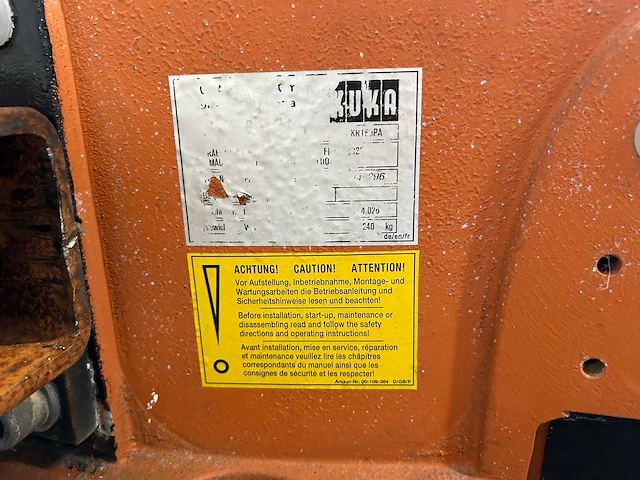 KUKA
4.026
240 kg
de/en/fr
ACHTUNG! CAUTION! ATTENTION!
Vor Aufstellung, Inbetriebnahme, Montage- und
Wartungsarbeiten die Betriebsanleitung und
Sicherheitshinweise lesen und beachten!
Before installation, start-up, maintenance or
disassembling read and follow the safety
directions and operating instructions!
Avant installation, mise en service, réparation
et maintenance veuillez lire les châpitres
correspondants du manuel ainsi que les
consignes de sécurité et les respecter!
Artikel-Nr. 00-109-364 D/GB/F